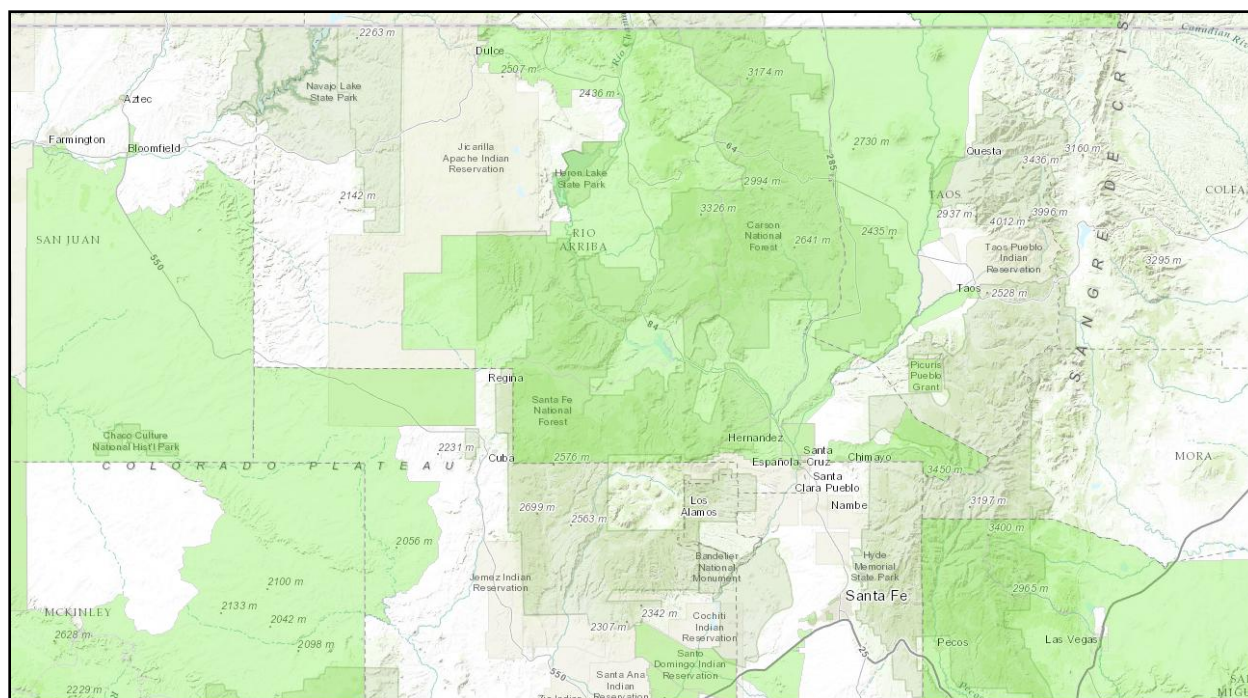 2263 m
Dulce
2507 m
2436 m
3174 m
Canadian Riv
Navajo Lake
State Park
Aztec
Farmington
Bloomfield
Jicarilla
Apache Indian
Reservation
64
285
2730 m
Questa
3160 m
3436 m
Heron Lake
State Park
2994 m
2142 m
TAOS
COLFA
3326 m
2937 m
4012 m
3996 m
RIO
ARRIBA
Carson
National
Forest
2641 m
2435 m
SAN JUAN
550
Taos Pueblo
Indian
Reservation
3295 m
Taos
2528 m
SANGRE DE CRIS
84
Regina
Picuris
Pueblo
Grant
Santa Fe
National
Forest
Chaco Culture
National Hist'l Park
2231 m
Cuba
2576 m
Hernandez
Española
Santa
Cruz
Chimayo
COLORADO PLATEAU
3450 m
MORA
Santa
Clara Pueblo
Los
Alamos
Nambe
2699 m
2563 m
3197 m
3400 m
2056 m
Bandelier
National
Monument
Hyde
Memorial
State Park
Jemez Indian
Reservation
2100 m
2133 m
2042 m
2965 m
MCKINLEY
Santa Fe
2342 m
2307 m
Cochiti
Indian
Reservation
2628 m
2098 m
25
Pecos
Las Vegas
Santo
Domingo Indian
Reservation
550
Santa Ana
Indian
Reservation
2229 m